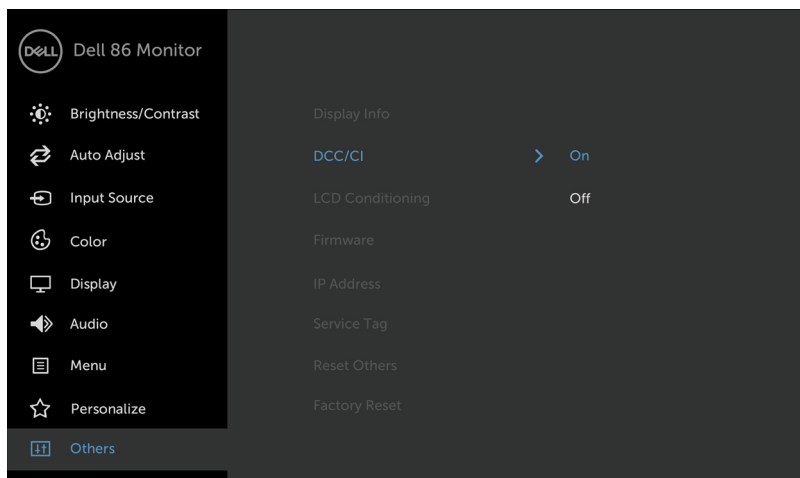 DELL
Dell 86 Monitor
Brightness/Contrast
Auto Adjust
Input Source
Color
Display
Audio
Menu
Personalize
Others
Display Info
DCC/CI
On
LCD Conditioning
Off
Firmware
IP Address
Service Tag
Reset Others
Factory Reset